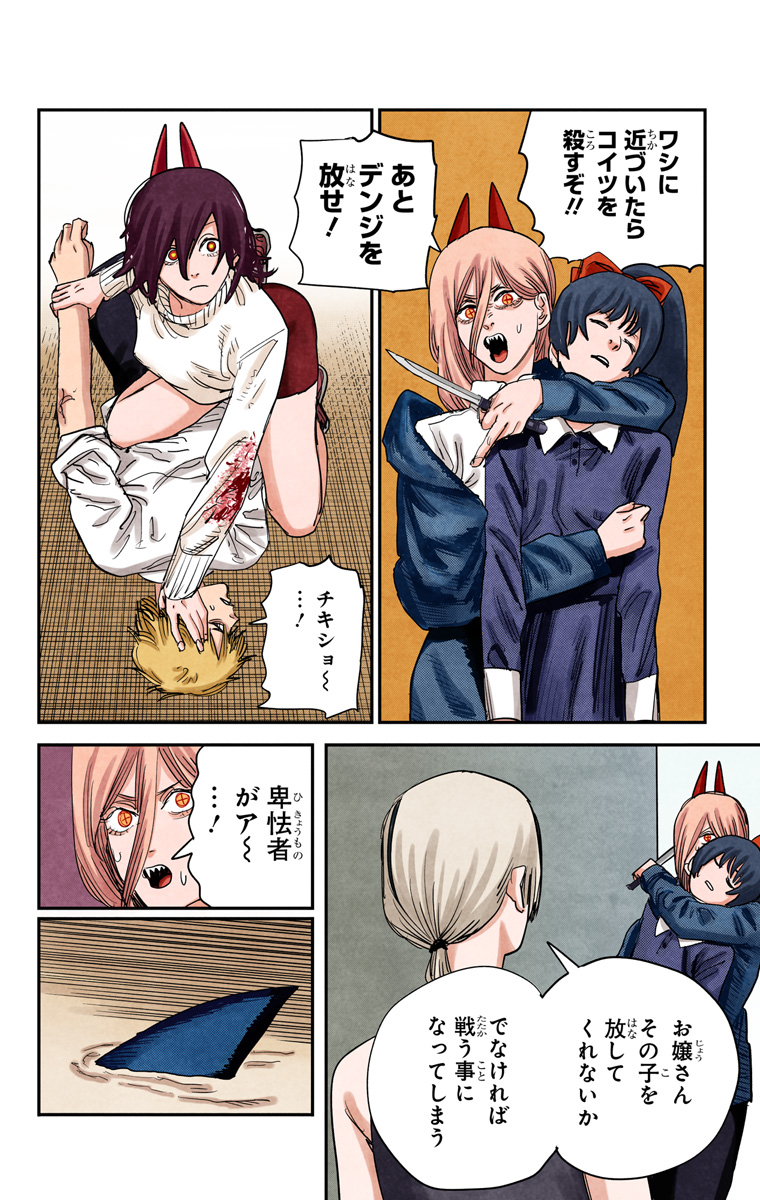 ワシに
近づいたら
コイツを
殺すぞ!!
あと
デンジを
放せ!
チキショ〜
…!
お嬢さん
その子を
放して
くれないか
でなければ
戦う事に
なってしまう
卑怯者
がア〜
…!